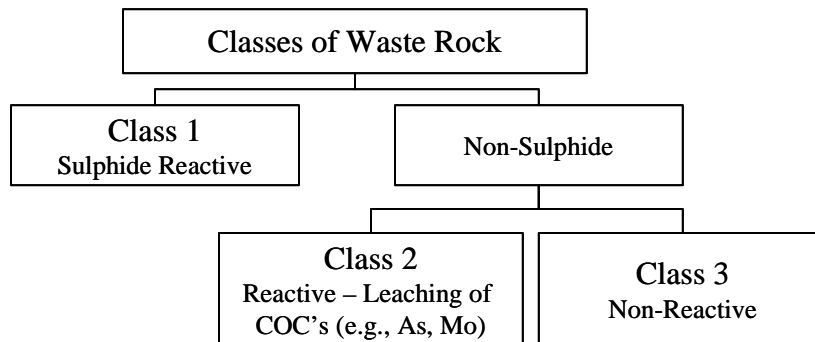 Classes of Waste Rock
Class 1
Sulphide Reactive
Non-Sulphide
Class 2
Reactive – Leaching of
COC's (e.g., As, Mo)
Class 3
Non-Reactive